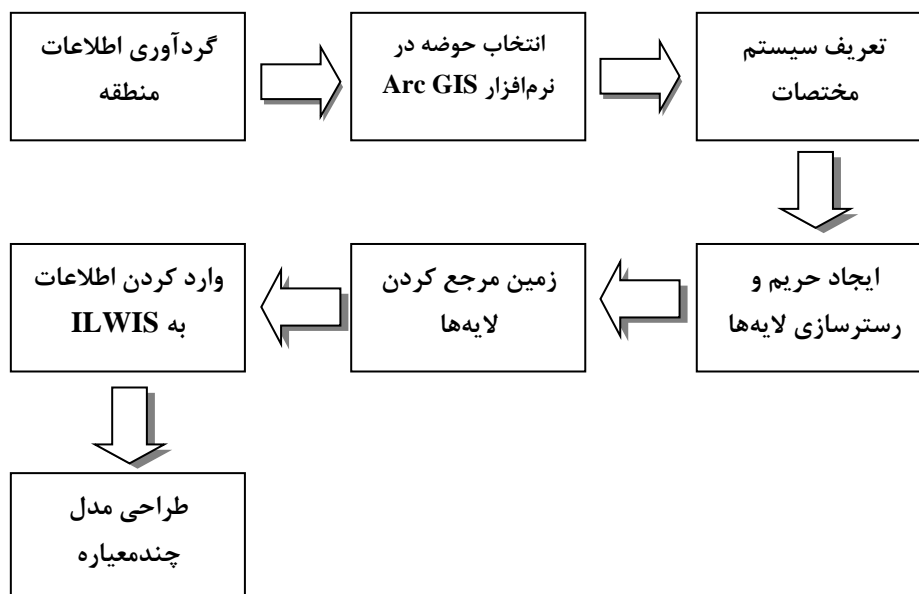 گردآوری اطلاعات
منطقه
انتخاب حوضه در
نرم‌افزار Arc GIS
تعریف سیستم
مختصات
ایجاد حریم و
رسترسازی لایه‌ها
زمین مرجع کردن
لایه‌ها
وارد کردن اطلاعات
به ILWIS
طراحی مدل
چندمعیاره